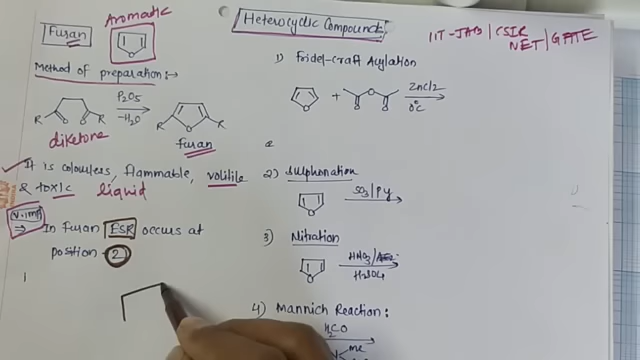 Heterocyclic Compound:
IIT-JAM/CSIR
NET/GATE
Furan
Aromatic
O
Method of preparation:→
R O O R
P2O5
-H2O
R O R
diketone
furan
It is colourless, flammable, volitile
& toxic liquid
V.imp
⇒ In furan ESR occurs at
position -2
1) Fridel-Craft Acylation
O + O O O
ZnCl2
0°C
2) Sulphonation
O
SO3/Py
3) Nitration
O
HNO3/
H2SO4
4) Mannich Reaction:
H2CO
Me